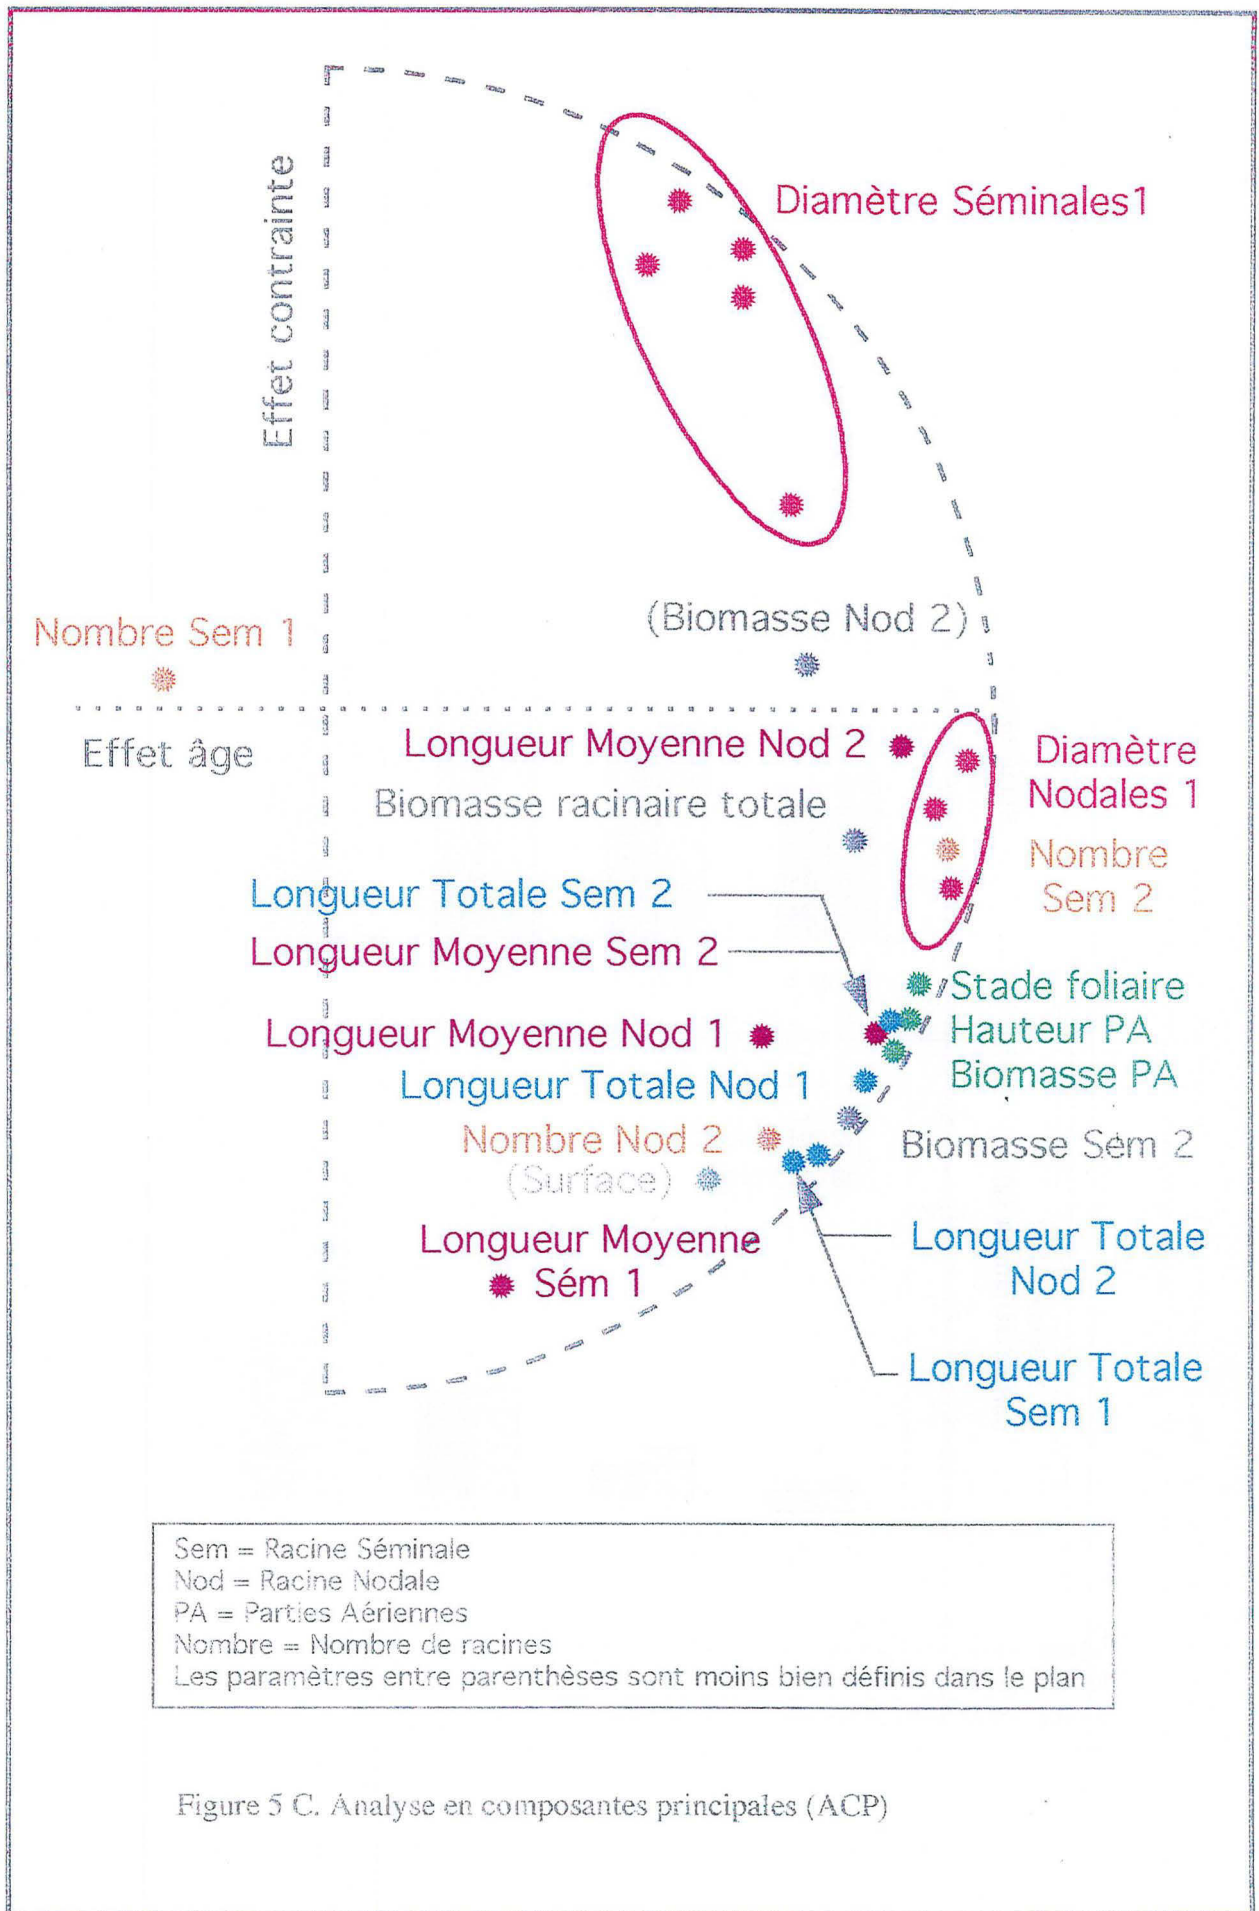 Effet contrainte
Diamètre Séminales1
(Biomasse Nod 2)
Nombre Sem 1
Effet âge
Longueur Moyenne Nod 2
Diamètre
Nodales 1
Biomasse racinaire totale
Nombre
Sem 2
Longueur Totale Sem 2
Longueur Moyenne Sem 2
Stade foliaire
Longueur Moyenne Nod 1
Hauteur PA
Biomasse PA
Longueur Totale Nod 1
Nombre Nod 2
Biomasse Sém 2
(Surface)
Longueur Moyenne
Sém 1
Longueur Totale
Nod 2
Longueur Totale
Sem 1
Sem = Racine Séminale
Nod = Racine Nodale
PA = Parties Aériennes
Nombre = Nombre de racines
Les paramètres entre parenthèses sont moins bien définis dans le plan
Figure 5 C. Analyse en composantes principales (ACP)